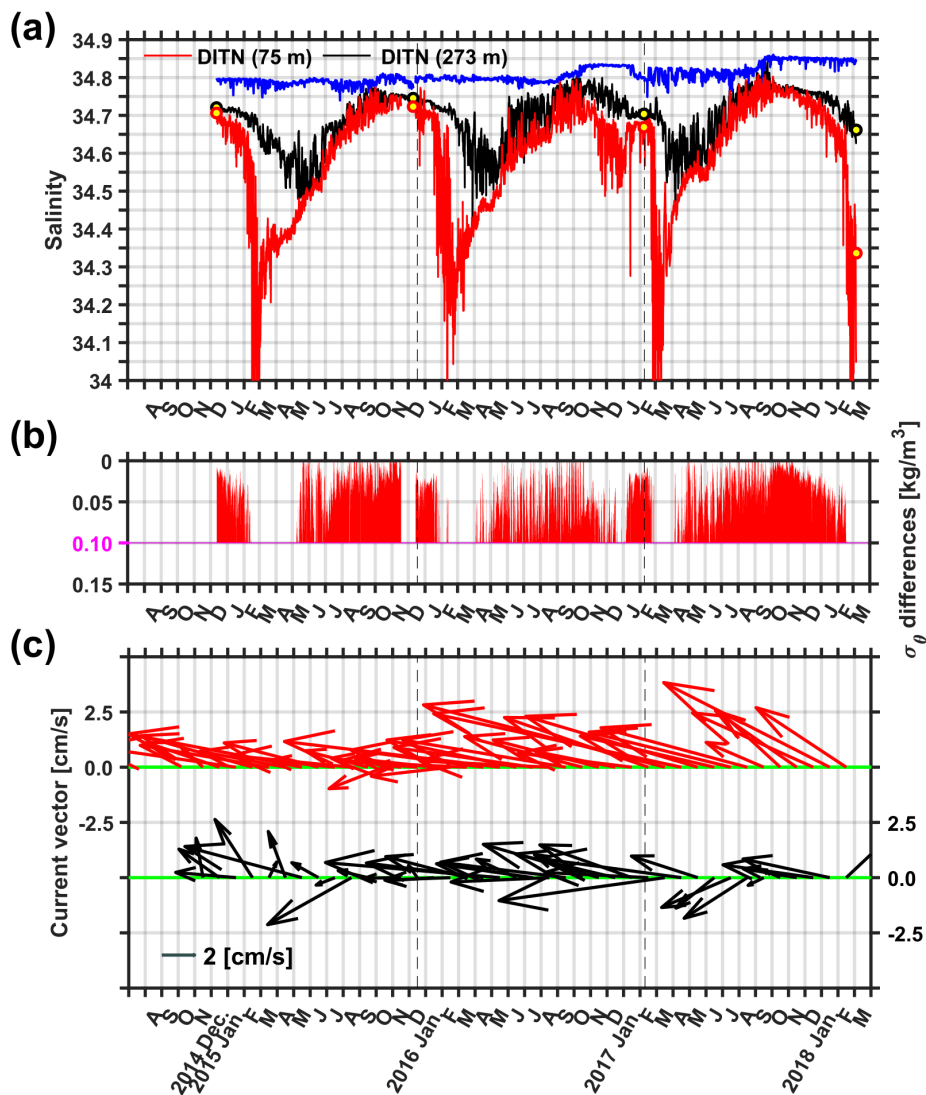 (a)
34.9
34.8
34.7
34.6
34.5
34.4
34.3
34.2
34.1
34
Salinity
DITN (75 m) DITN (273 m)
A S O N D J F M A M J J A S O N D J F M A M J J A S O N D J F M A M J J A S O N D J F M
(b)
0
0.05
0.10
0.15
σθ differences [kg/m³]
A S O N D J F M A M J J A S O N D J F M A M J J A S O N D J F M A M J J A S O N D J F M
(c)
2.5
0.0
-2.5
Current vector [cm/s]
2.5
0.0
-2.5
2 [cm/s]
A S O N 2014 Dec. 2015 Jan F M A M J J A S O N D 2016 Jan F M A M J J A S O N D 2017 Jan F M A M J J A S O N D 2018 Jan F M